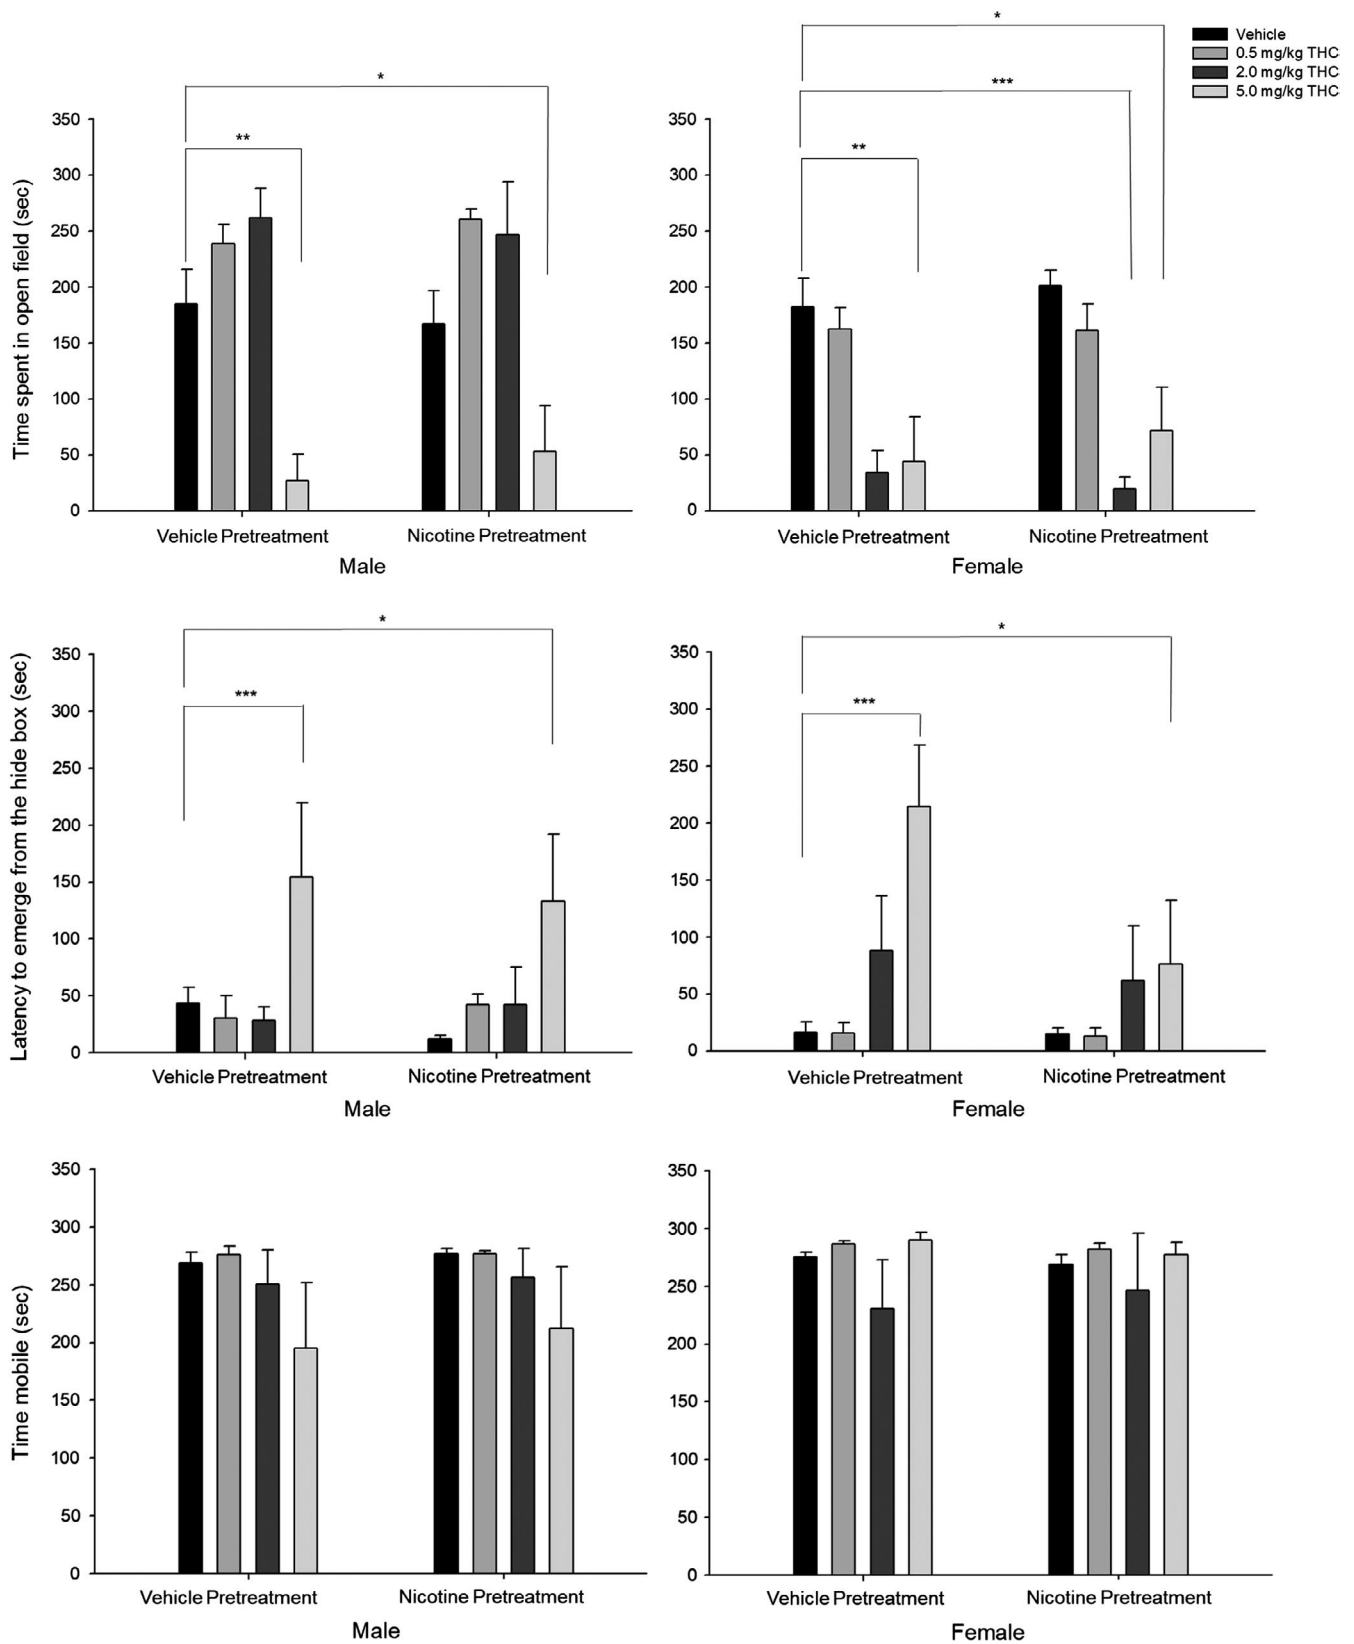 *
Vehicle
0.5 mg/kg THC
2.0 mg/kg THC
5.0 mg/kg THC
*
***
**
**
Time spent in open field (sec)
350
300
250
200
150
100
50
0
Vehicle Pretreatment
Nicotine Pretreatment
Male
350
300
250
200
150
100
50
0
Vehicle Pretreatment
Nicotine Pretreatment
Female
*
***
Latency to emerge from the hide box (sec)
350
300
250
200
150
100
50
0
Vehicle Pretreatment
Nicotine Pretreatment
Male
*
***
350
300
250
200
150
100
50
0
Vehicle Pretreatment
Nicotine Pretreatment
Female
Time mobile (sec)
350
300
250
200
150
100
50
0
Vehicle Pretreatment
Nicotine Pretreatment
Male
350
300
250
200
150
100
50
0
Vehicle Pretreatment
Nicotine Pretreatment
Female